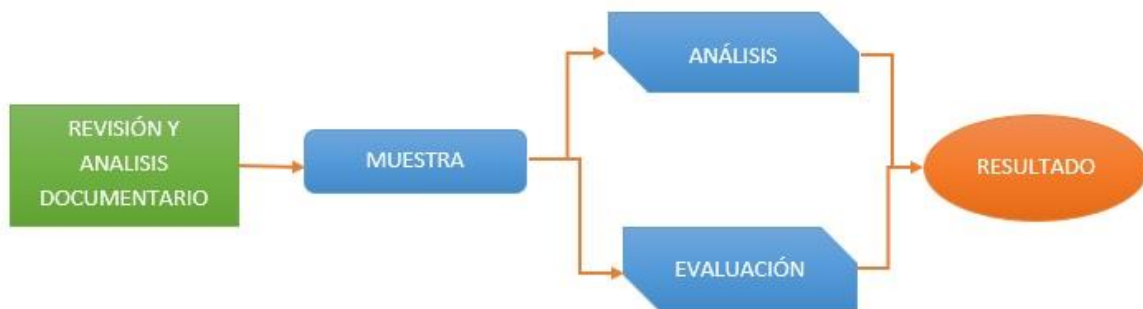 REVISIÓN Y
ANALISIS
DOCUMENTARIO
MUESTRA
ANÁLISIS
EVALUACIÓN
RESULTADO